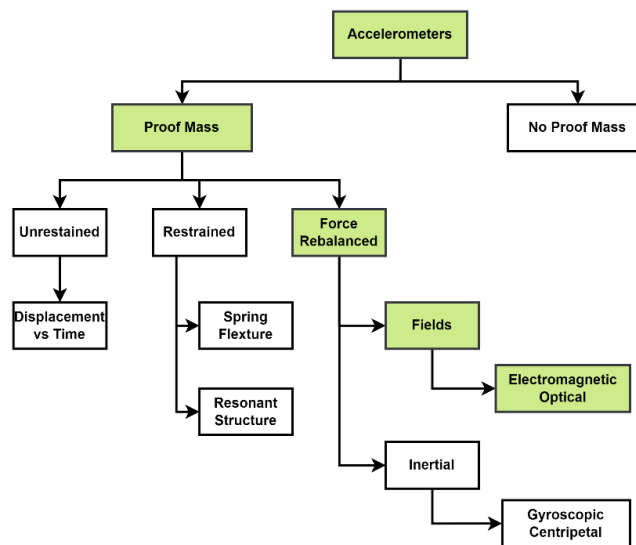 Accelerometers
Proof Mass
No Proof Mass
Unrestained
Restrained
Force
Rebalanced
Displacement
vs Time
Spring
Flexture
Fields
Resonant
Structure
Electromagnetic
Optical
Inertial
Gyroscopic
Centripetal